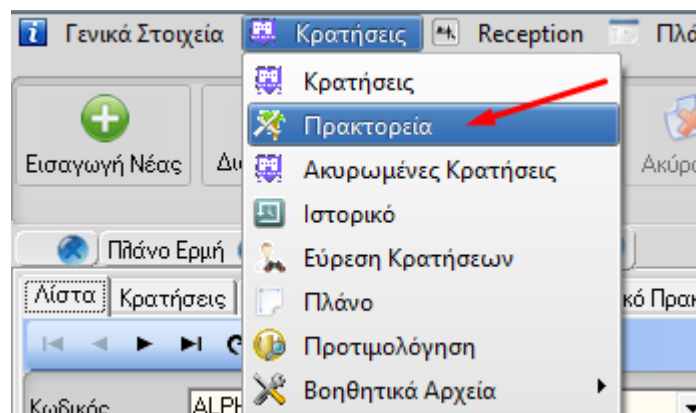 Γενικά Στοιχεία Κρατήσεις Reception
Κρατήσεις
Πρακτορεία
Εισαγωγή Νέας
Ακυρωμένες Κρατήσεις
Ιστορικό
Πλάνο Ερμή
Εύρεση Κρατήσεων
Λίστα Κρατήσεις
Πλάνο
Προτιμολόγηση
Βοηθητικά Αρχεία
Κωδικός